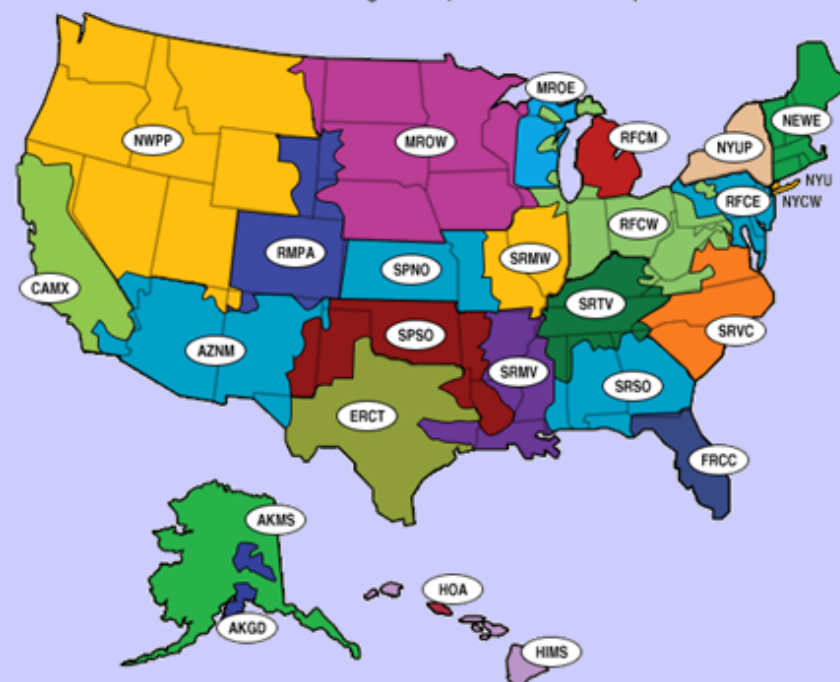 MROE
NEWE
NWPP
MROW
RFCM
NYUP
NYU
RFCE
NYCW
RFCW
RMPA
SRMW
SPNO
CAMX
SRTV
SPSO
SRVC
AZNM
SRMV
SRSO
ERCT
FRCC
AKMS
HOA
AKGD
HIMS